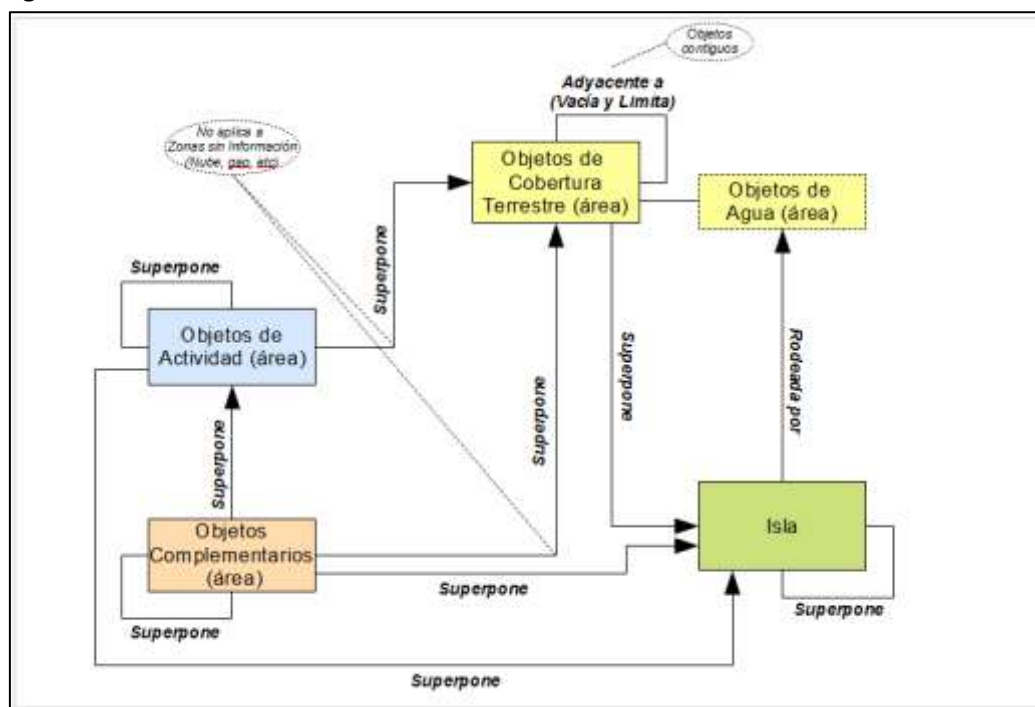 Objetos
contiguos
Adyacente a
(Vacía y Limita)
No aplica a
Zonas sin Información
(Nube, gap, etc)
Objetos de
Cobertura
Terrestre (área)
Objetos de
Agua (área)
Superpone
Superpone
Objetos de
Actividad (área)
Superpone
Superpone
Rodeada por
Superpone
Isla
Objetos
Complementarios
(área)
Superpone
Superpone
Superpone
Superpone